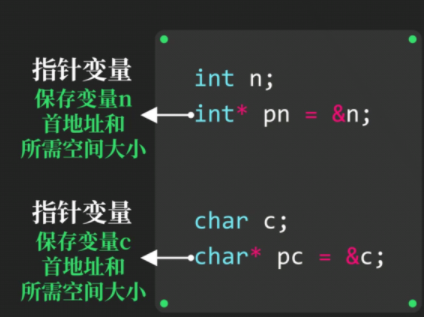 指针变量
保存变量n
首地址和
所需空间大小
int n;
int* pn = &n;
指针变量
保存变量c
首地址和
所需空间大小
char c;
char* pc = &c;